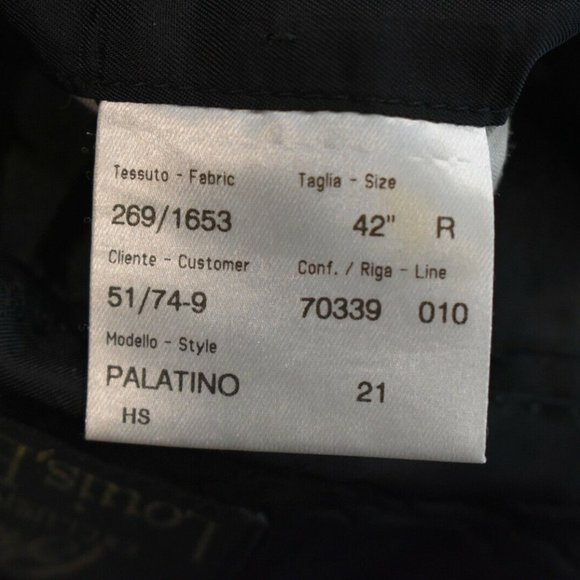 Tessuto - Fabric Taglia - Size
269/1653 42" R
Cliente - Customer Conf. / Riga - Line
51/74-9 70339 010
Modello - Style
PALATINO 21
HS
Louis,